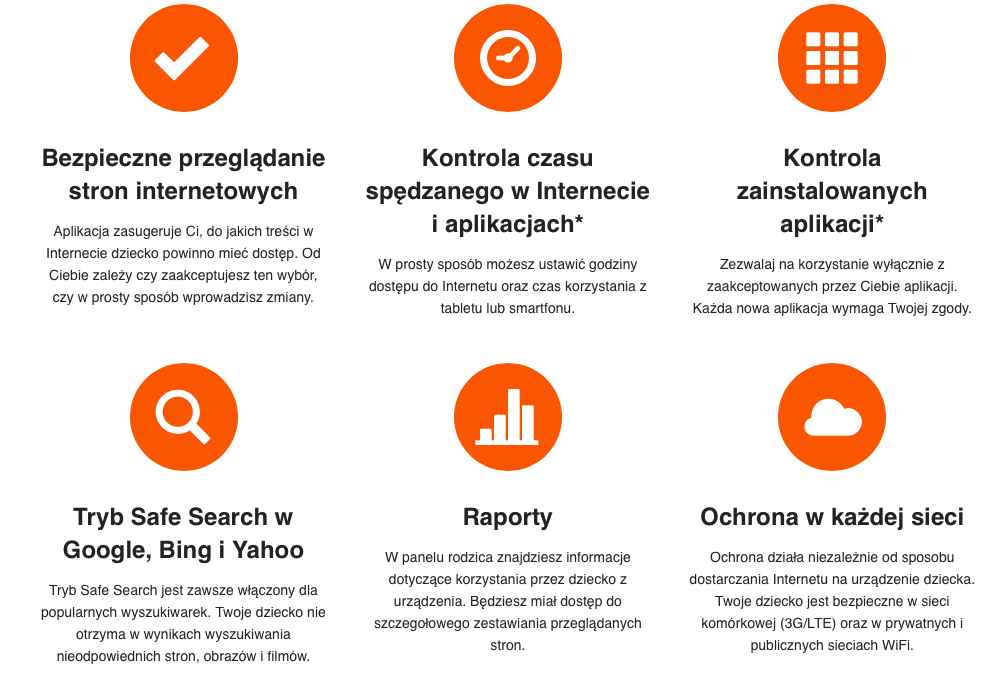 Bezpieczne przeglądanie
stron internetowych
Aplikacja zasugeruje Ci, do jakich treści w
Internecie dziecko powinno mieć dostęp. Od
Ciebie zależy czy zaakceptujesz ten wybór,
czy w prosty sposób wprowadzisz zmiany.
Kontrola czasu
spędzanego w Internecie
i aplikacjach*
W prosty sposób możesz ustawić godziny
dostępu do Internetu oraz czas korzystania z
tabletu lub smartfonu.
Kontrola
zainstalowanych
aplikacji*
Zezwalaj na korzystanie wyłącznie z
zaakceptowanych przez Ciebie aplikacji.
Każda nowa aplikacja wymaga Twojej zgody.
Tryb Safe Search w
Google, Bing i Yahoo
Tryb Safe Search jest zawsze włączony dla
popularnych wyszukiwarek. Twoje dziecko nie
otrzyma w wynikach wyszukiwania
nieodpowiednich stron, obrazów i filmów.
Raporty
W panelu rodzica znajdziesz informacje
dotyczące korzystania przez dziecko z
urządzenia. Będziesz miał dostęp do
szczegołowego zestawiania przeglądanych
stron.
Ochrona w każdej sieci
Ochrona działa niezależnie od sposobu
dostarczania Internetu na urządzenie dziecka.
Twoje dziecko jest bezpieczne w sieci
komórkowej (3G/LTE) oraz w prywatnych i
publicznych sieciach WiFi.